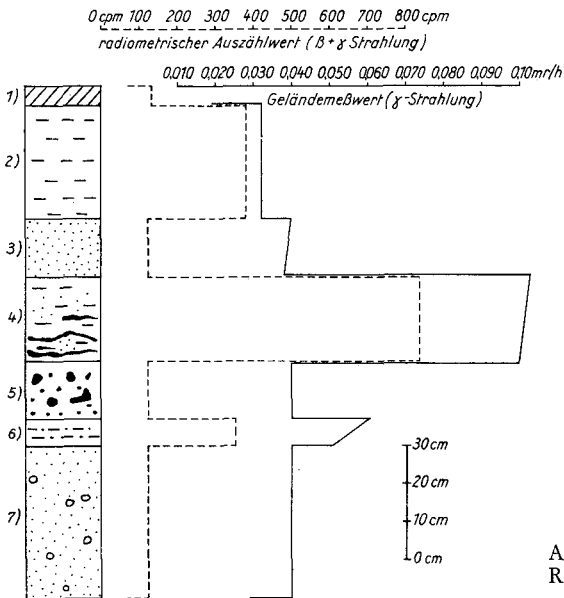 0 cpm 100 200 300 400 500 600 700 800 cpm
radiometrischer Auszählwert (ß + γ Strahlung)
0,010 0,020 0,030 0,040 0,050 0,060 0,070 0,080 0,090 0,10 mr/h
Geländemeßwert (γ-Strahlung)
1)
2)
3)
4)
5)
6)
7)
30 cm
20 cm
10 cm
0 cm
A
R